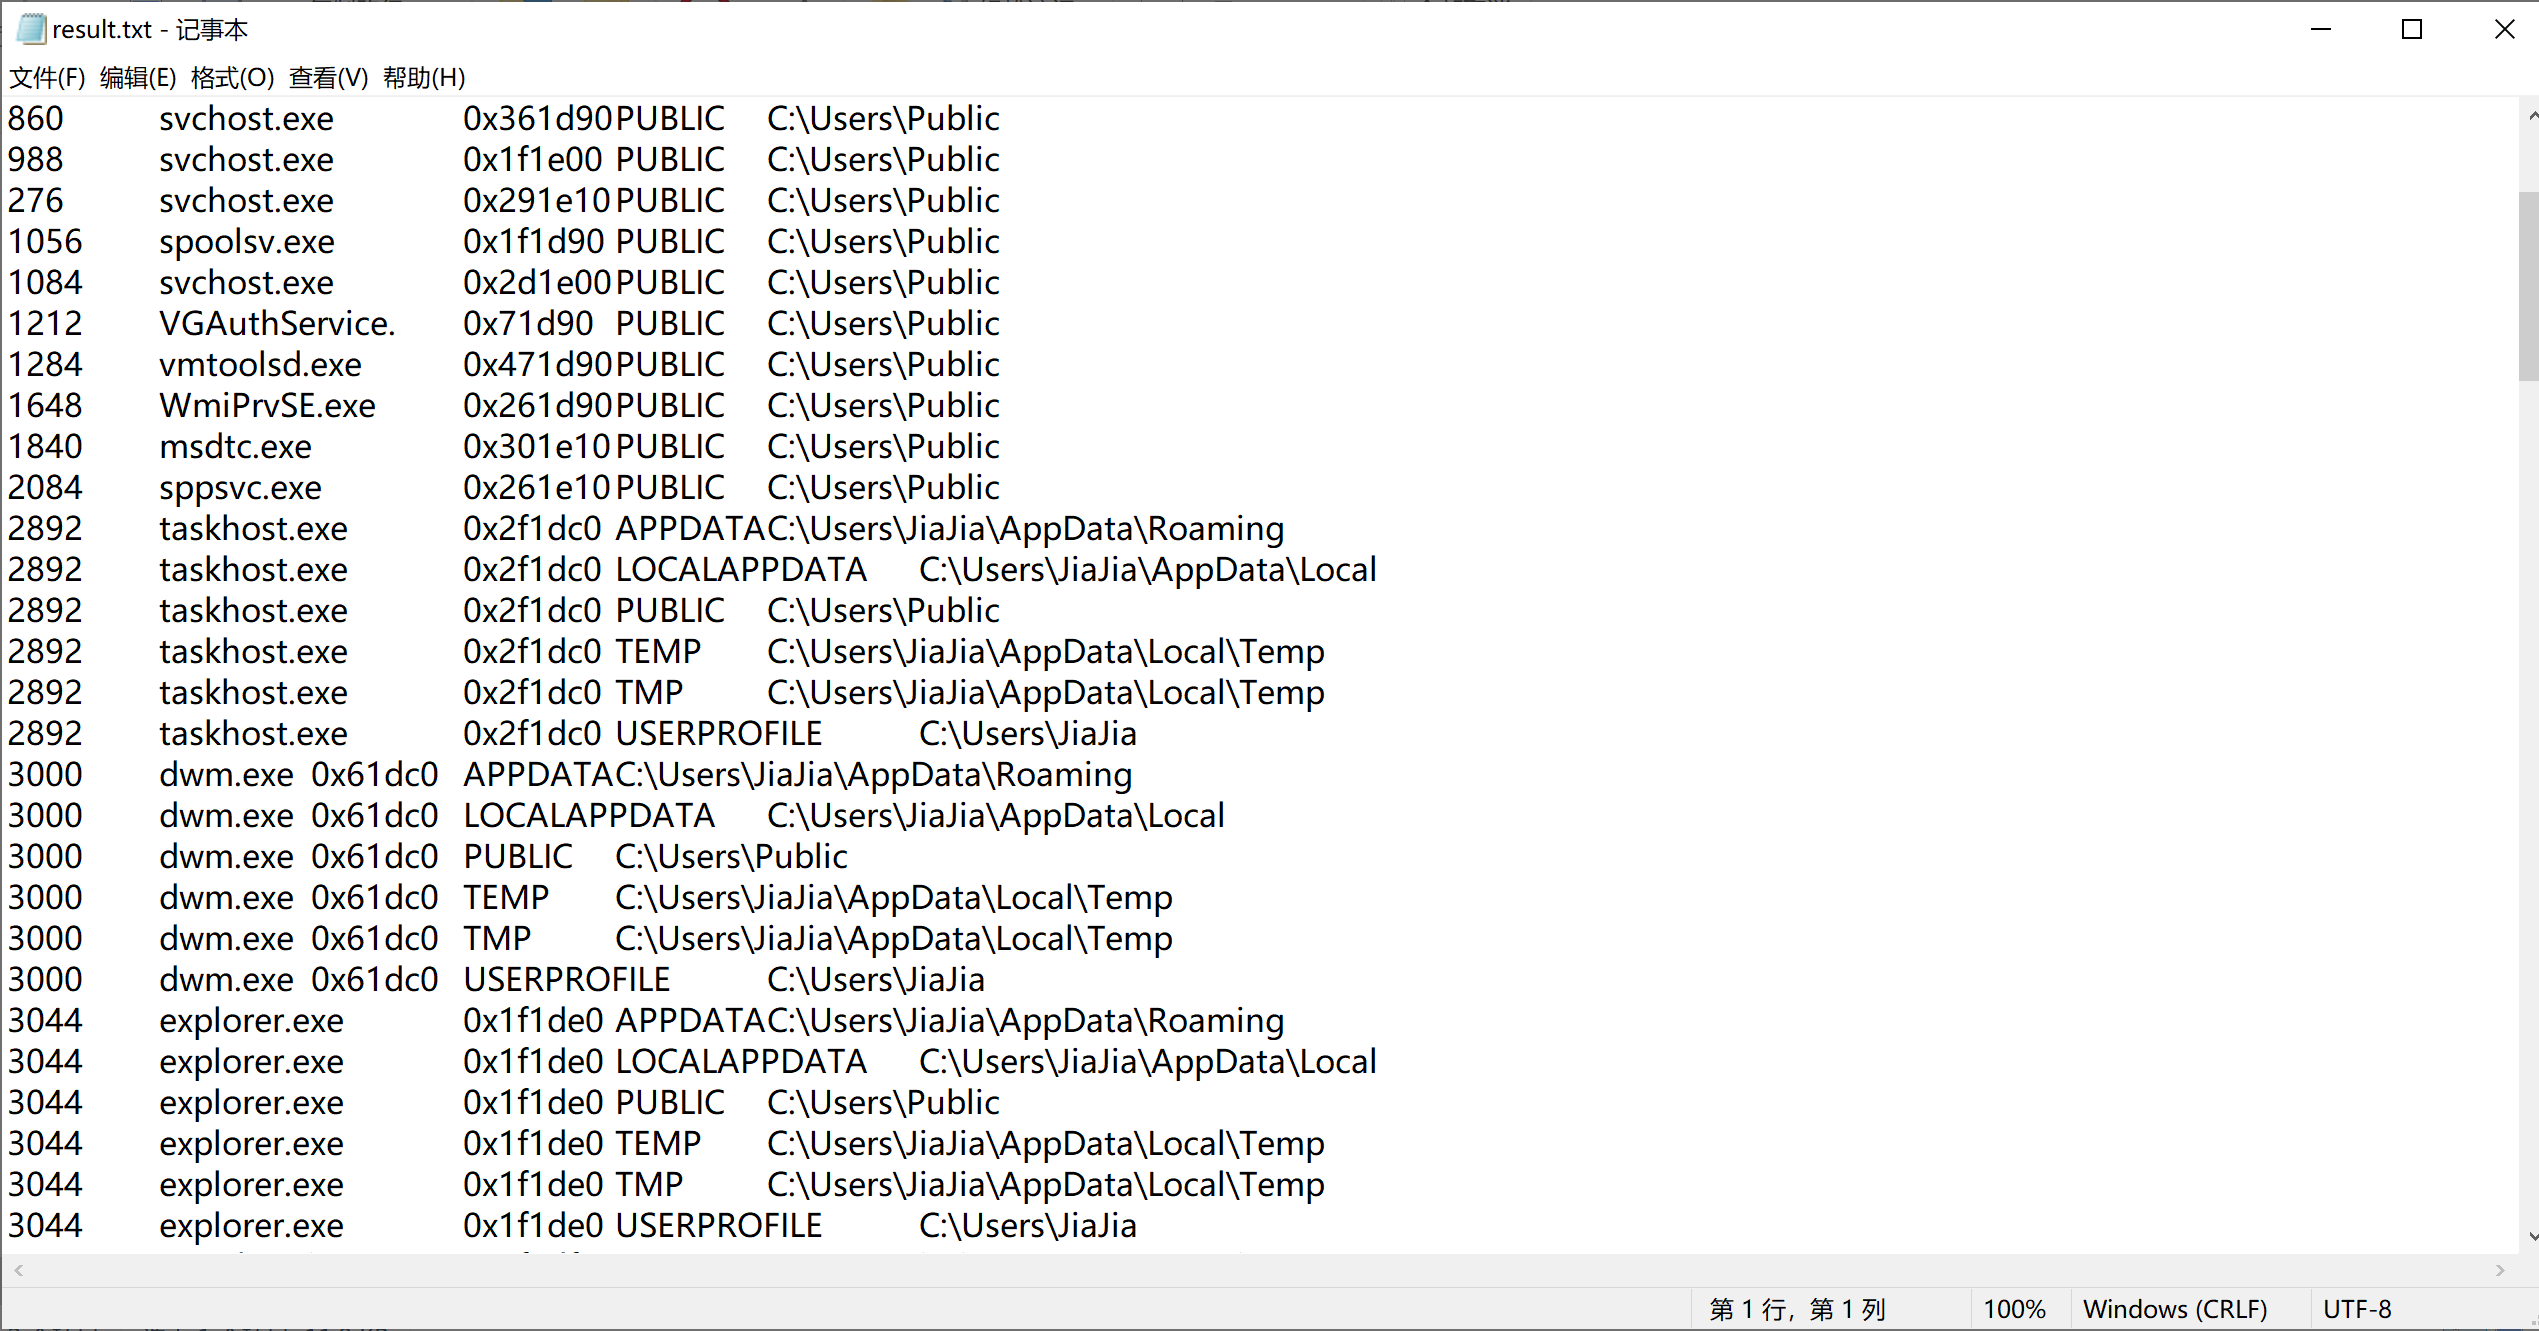 result.txt - 记事本
文件(F) 编辑(E) 格式(O) 查看(V) 帮助(H)
860 svchost.exe 0x361d90 PUBLIC C:\Users\Public
988 svchost.exe 0x1f1e00 PUBLIC C:\Users\Public
276 svchost.exe 0x291e10 PUBLIC C:\Users\Public
1056 spoolsv.exe 0x1f1d90 PUBLIC C:\Users\Public
1084 svchost.exe 0x2d1e00 PUBLIC C:\Users\Public
1212 VGAuthService. 0x71d90 PUBLIC C:\Users\Public
1284 vmtoolsd.exe 0x471d90 PUBLIC C:\Users\Public
1648 WmiPrvSE.exe 0x261d90 PUBLIC C:\Users\Public
1840 msdtc.exe 0x301e10 PUBLIC C:\Users\Public
2084 sppsvc.exe 0x261e10 PUBLIC C:\Users\Public
2892 taskhost.exe 0x2f1dc0 APPDATA C:\Users\JiaJia\AppData\Roaming
2892 taskhost.exe 0x2f1dc0 LOCALAPPDATA C:\Users\JiaJia\AppData\Local
2892 taskhost.exe 0x2f1dc0 PUBLIC C:\Users\Public
2892 taskhost.exe 0x2f1dc0 TEMP C:\Users\JiaJia\AppData\Local\Temp
2892 taskhost.exe 0x2f1dc0 TMP C:\Users\JiaJia\AppData\Local\Temp
2892 taskhost.exe 0x2f1dc0 USERPROFILE C:\Users\JiaJia
3000 dwm.exe 0x61dc0 APPDATA C:\Users\JiaJia\AppData\Roaming
3000 dwm.exe 0x61dc0 LOCALAPPDATA C:\Users\JiaJia\AppData\Local
3000 dwm.exe 0x61dc0 PUBLIC C:\Users\Public
3000 dwm.exe 0x61dc0 TEMP C:\Users\JiaJia\AppData\Local\Temp
3000 dwm.exe 0x61dc0 TMP C:\Users\JiaJia\AppData\Local\Temp
3000 dwm.exe 0x61dc0 USERPROFILE C:\Users\JiaJia
3044 explorer.exe 0x1f1de0 APPDATA C:\Users\JiaJia\AppData\Roaming
3044 explorer.exe 0x1f1de0 LOCALAPPDATA C:\Users\JiaJia\AppData\Local
3044 explorer.exe 0x1f1de0 PUBLIC C:\Users\Public
3044 explorer.exe 0x1f1de0 TEMP C:\Users\JiaJia\AppData\Local\Temp
3044 explorer.exe 0x1f1de0 TMP C:\Users\JiaJia\AppData\Local\Temp
3044 explorer.exe 0x1f1de0 USERPROFILE C:\Users\JiaJia
第 1 行，第 1 列 100% Windows (CRLF) UTF-8